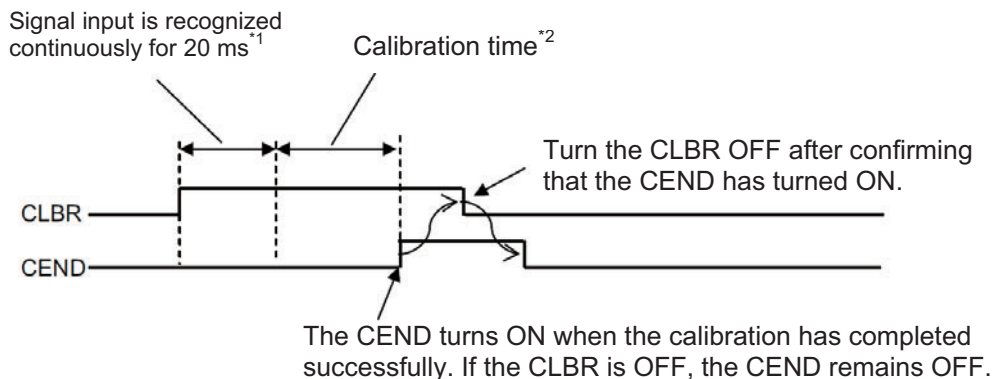 Signal input is recognized
continuously for 20 ms*1
Calibration time*2
Turn the CLBR OFF after confirming
that the CEND has turned ON.
CLBR
CEND
The CEND turns ON when the calibration has completed
successfully. If the CLBR is OFF, the CEND remains OFF.